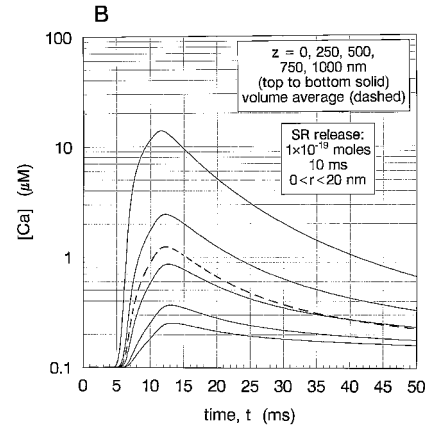 B
100
10
1
0.1
[Ca] (μM)
z = 0, 250, 500,
750, 1000 nm
(top to bottom solid)
volume average (dashed)
SR release:
1×10⁻¹⁹ moles
10 ms
0<r<20 nm
0 5 10 15 20 25 30 35 40 45 50
time, t (ms)